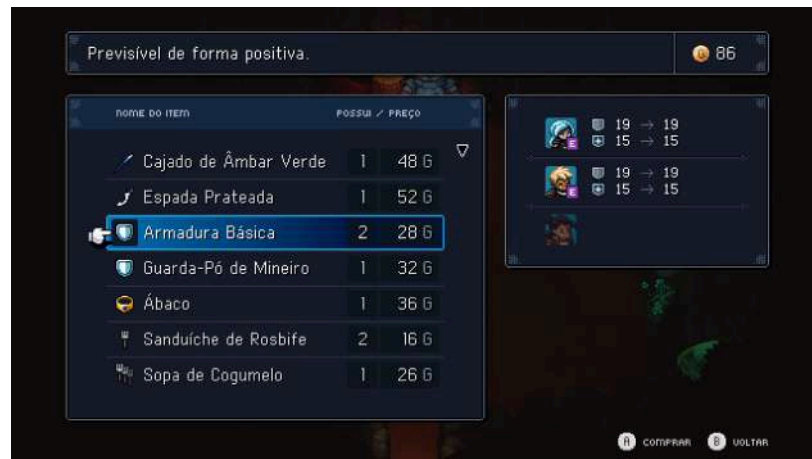 Previsível de forma positiva.
G 86
NOME DO ITEM POSSUI / PREÇO
Cajado de Âmbar Verde 1 48 G
Espada Prateada 1 52 G
Armadura Básica 2 28 G
Guarda-Pó de Mineiro 1 32 G
Ábaco 1 36 G
Sanduíche de Rosbife 2 16 G
Sopa de Cogumelo 1 26 G
E 19 → 19
15 → 15
E 19 → 19
15 → 15
A COMPRAR B VOLTAR